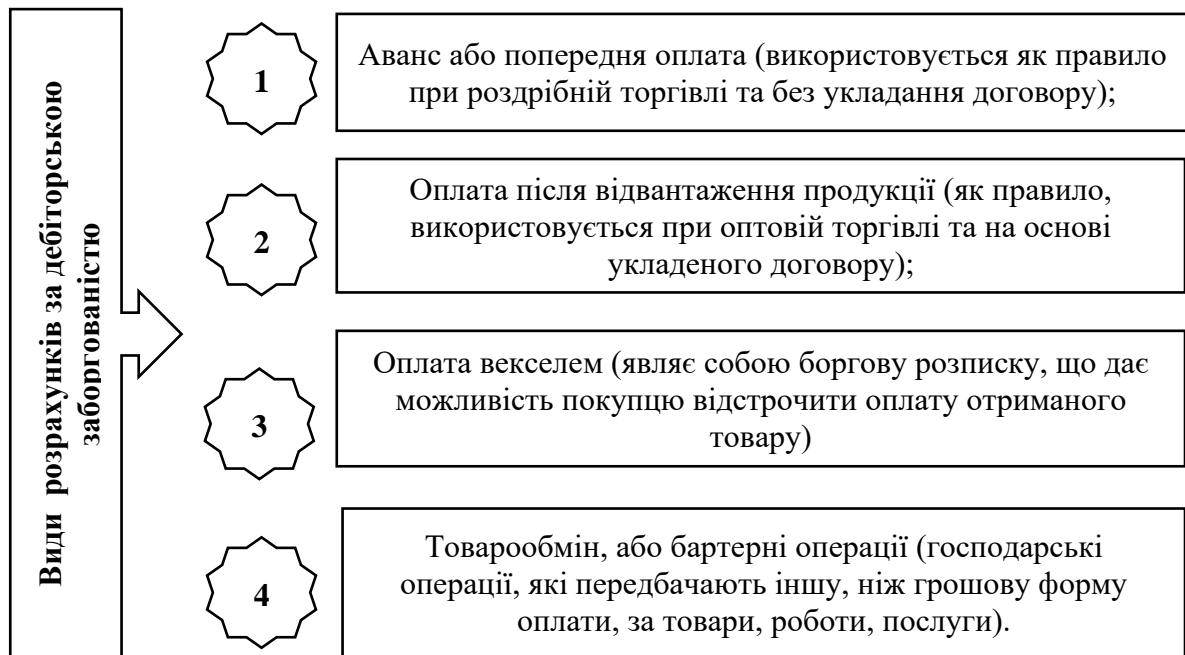 Види розрахунків за дебіторською
заборгованістю
1
Аванс або попередня оплата (використовується як правило
при роздрібній торгівлі та без укладання договору);
2
Оплата після відвантаження продукції (як правило,
використовується при оптовій торгівлі та на основі
укладеного договору);
3
Оплата векселем (являє собою боргову розписку, що дає
можливість покупцю відстрочити оплату отриманого
товару)
4
Товарообмін, або бартерні операції (господарські
операції, які передбачають іншу, ніж грошову форму
оплати, за товари, роботи, послуги).